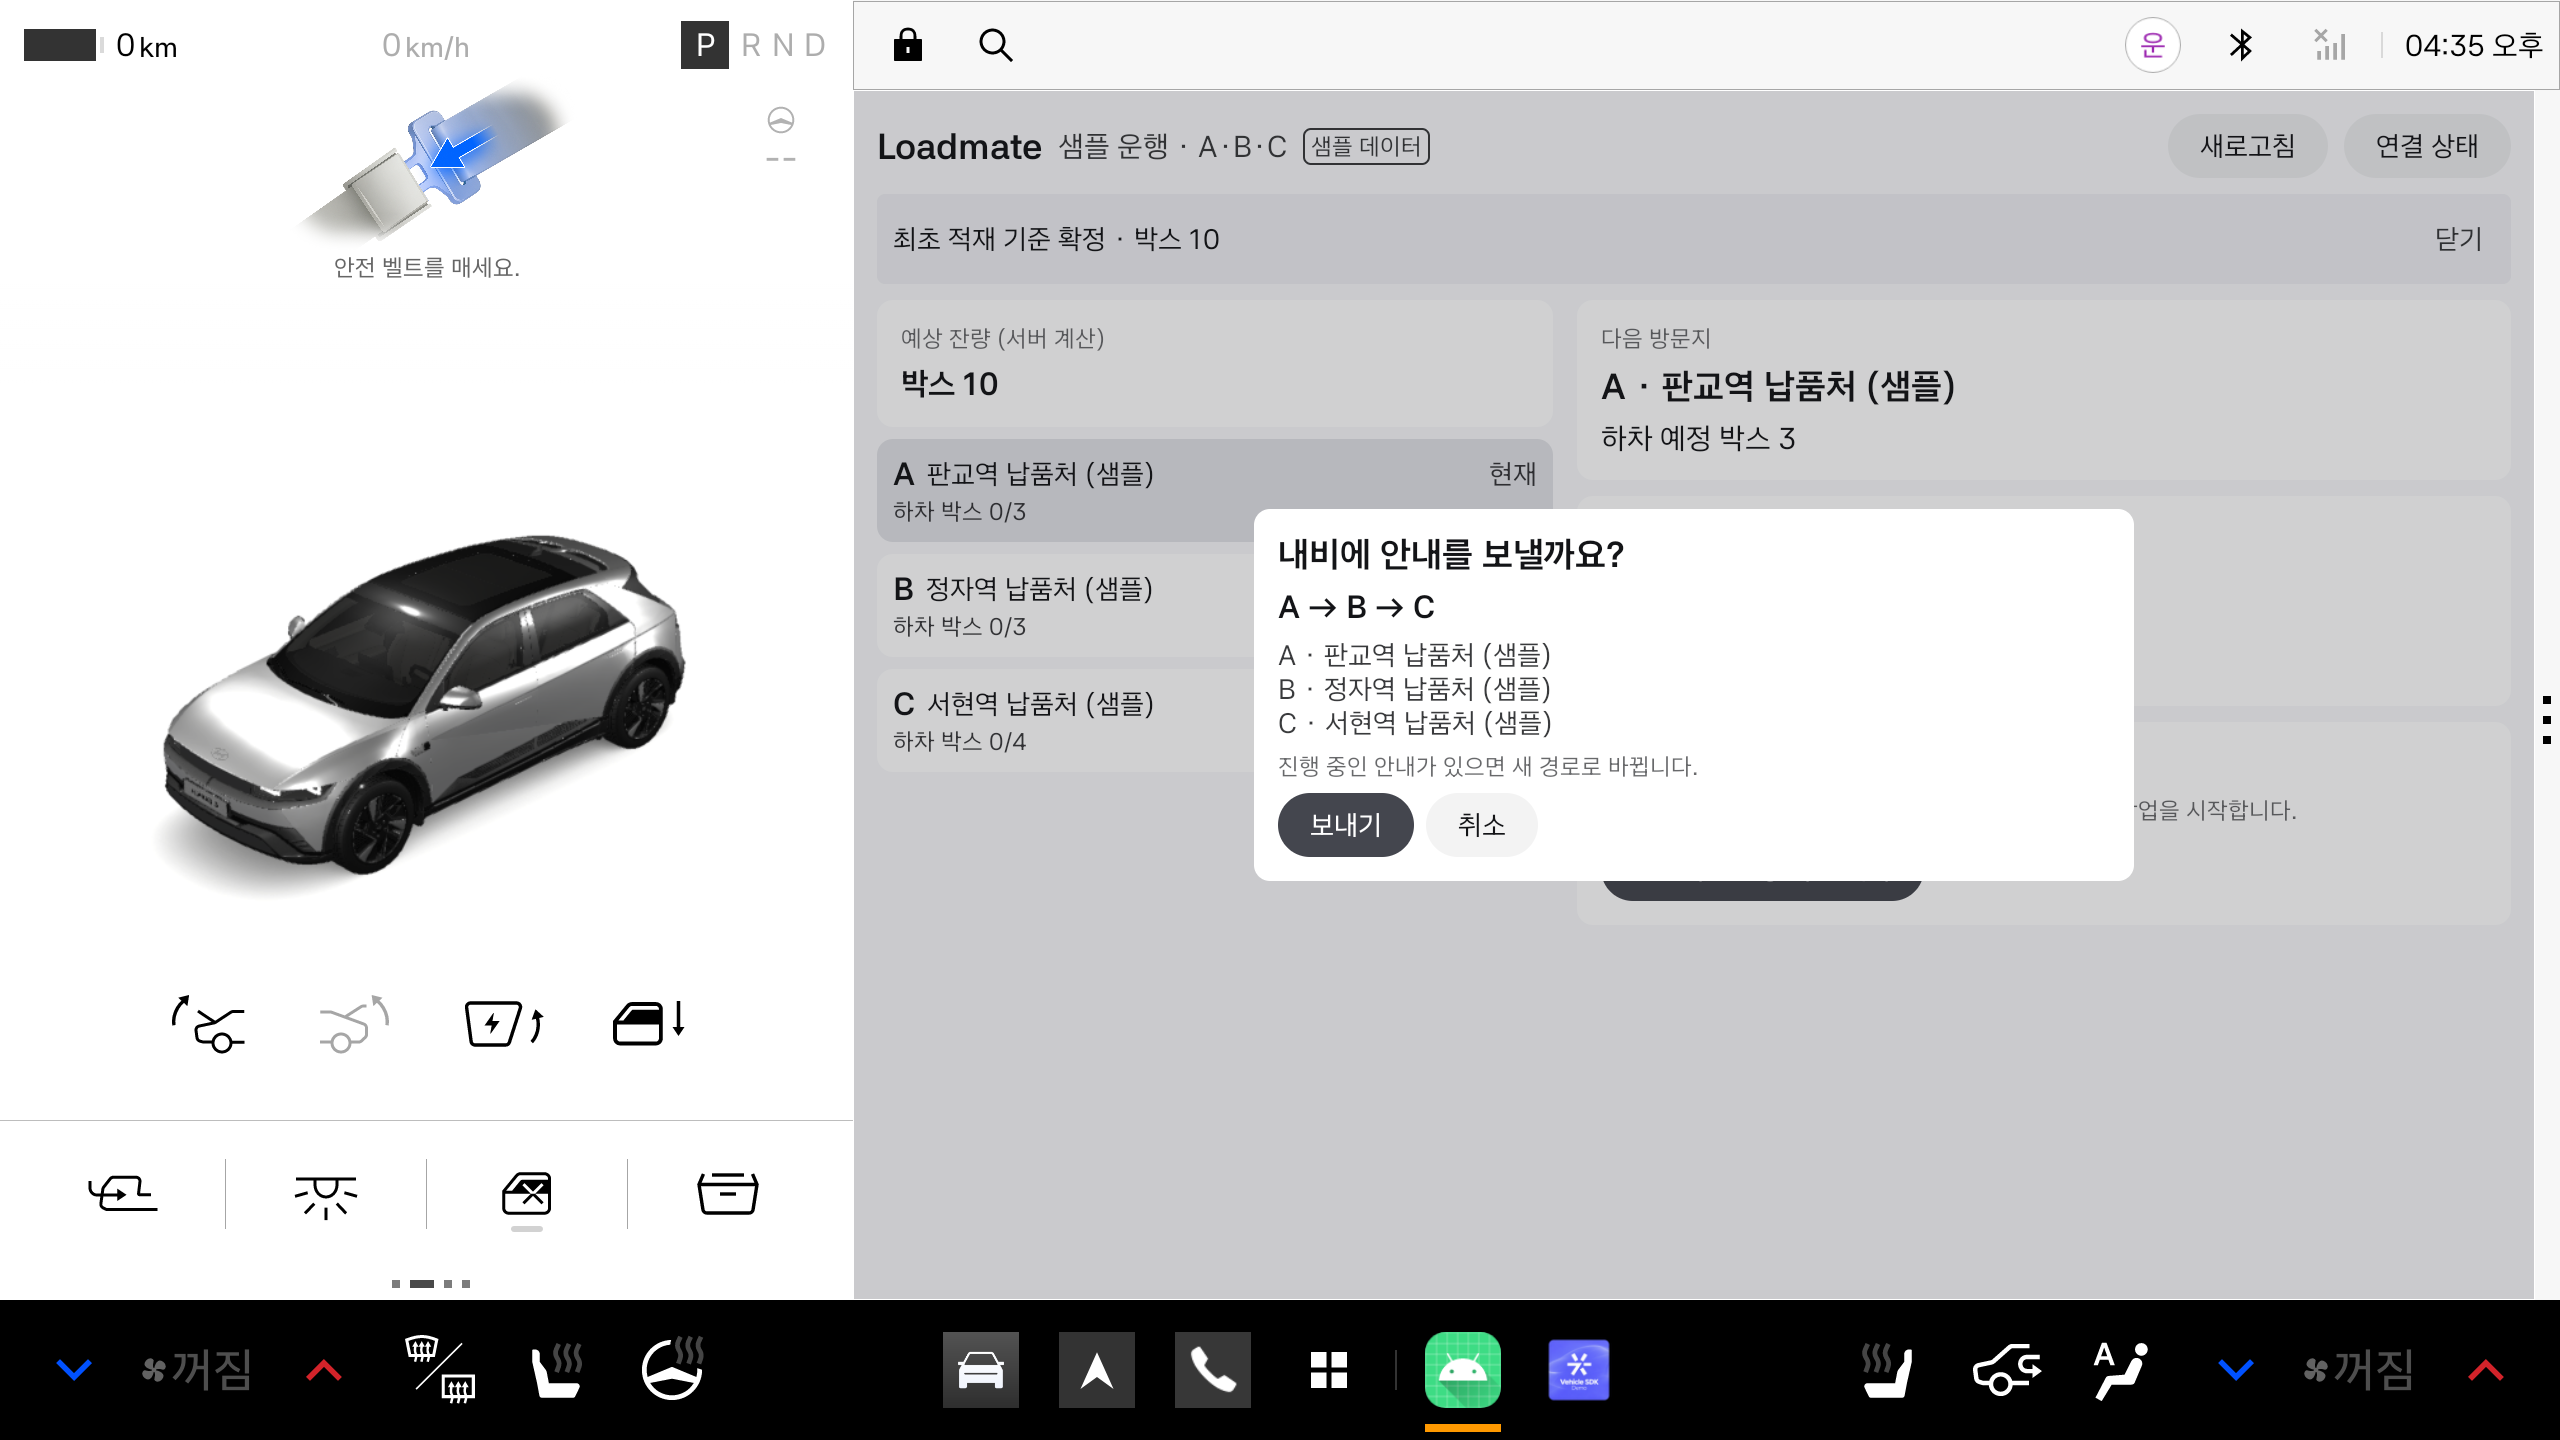 0 km
0 km/h
P R N D
운
04:35 오후
안전 벨트를 매세요.
Loadmate 샘플 운행 · A·B·C 샘플 데이터
새로고침
연결 상태
최초 적재 기준 확정 · 박스 10
닫기
예상 잔량 (서버 계산)
박스 10
다음 방문지
A · 판교역 납품처 (샘플)
하차 예정 박스 3
A 판교역 납품처 (샘플)
현재
하차 박스 0/3
B 정자역 납품처 (샘플)
하차 박스 0/3
C 서현역 납품처 (샘플)
하차 박스 0/4
내비에 안내를 보낼까요?
A → B → C
A · 판교역 납품처 (샘플)
B · 정자역 납품처 (샘플)
C · 서현역 납품처 (샘플)
진행 중인 안내가 있으면 새 경로로 바뀝니다.
보내기
취소
시작합니다.
꺼짐
Vehicle SDK
Demo
A
꺼짐